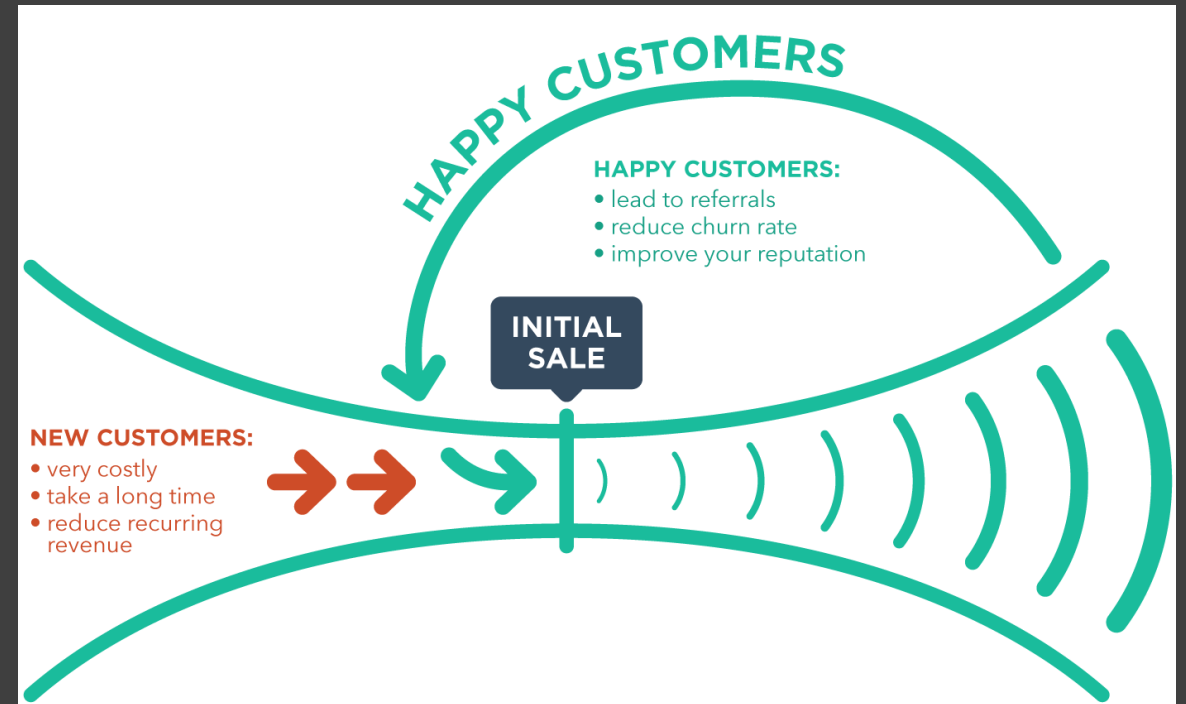 HAPPY CUSTOMERS
HAPPY CUSTOMERS:
• lead to referrals
• reduce churn rate
• improve your reputation
INITIAL
SALE
NEW CUSTOMERS:
• very costly
• take a long time
• reduce recurring
revenue